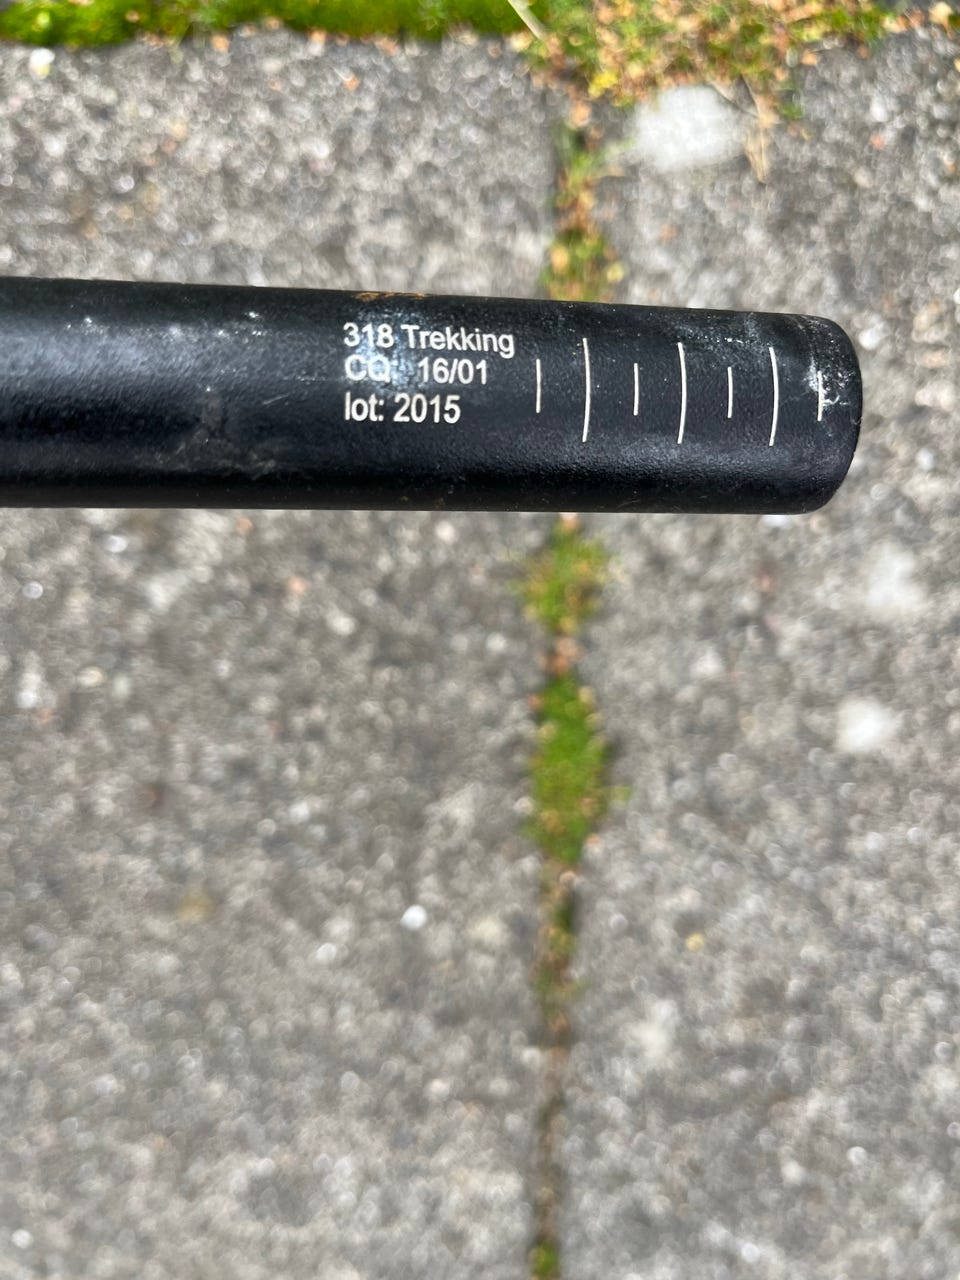 318 Trekking
CQ: 16/01
lot: 2015